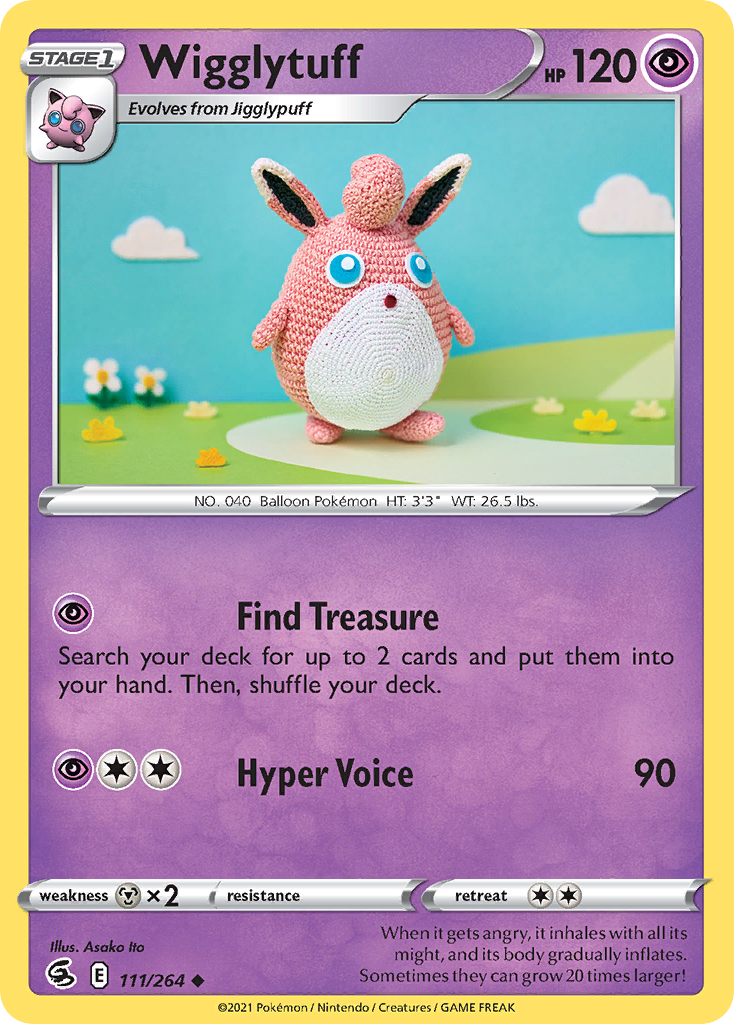 STAGE 1
Wigglytuff
HP 120
Evolves from Jigglypuff
NO. 040 Balloon Pokémon HT: 3'3" WT: 26.5 lbs.
Find Treasure
Search your deck for up to 2 cards and put them into
your hand. Then, shuffle your deck.
Hyper Voice 90
weakness ×2 resistance retreat
Illus. Asako Ito
When it gets angry, it inhales with all its
might, and its body gradually inflates.
Sometimes they can grow 20 times larger!
E 111/264
©2021 Pokémon / Nintendo / Creatures / GAME FREAK